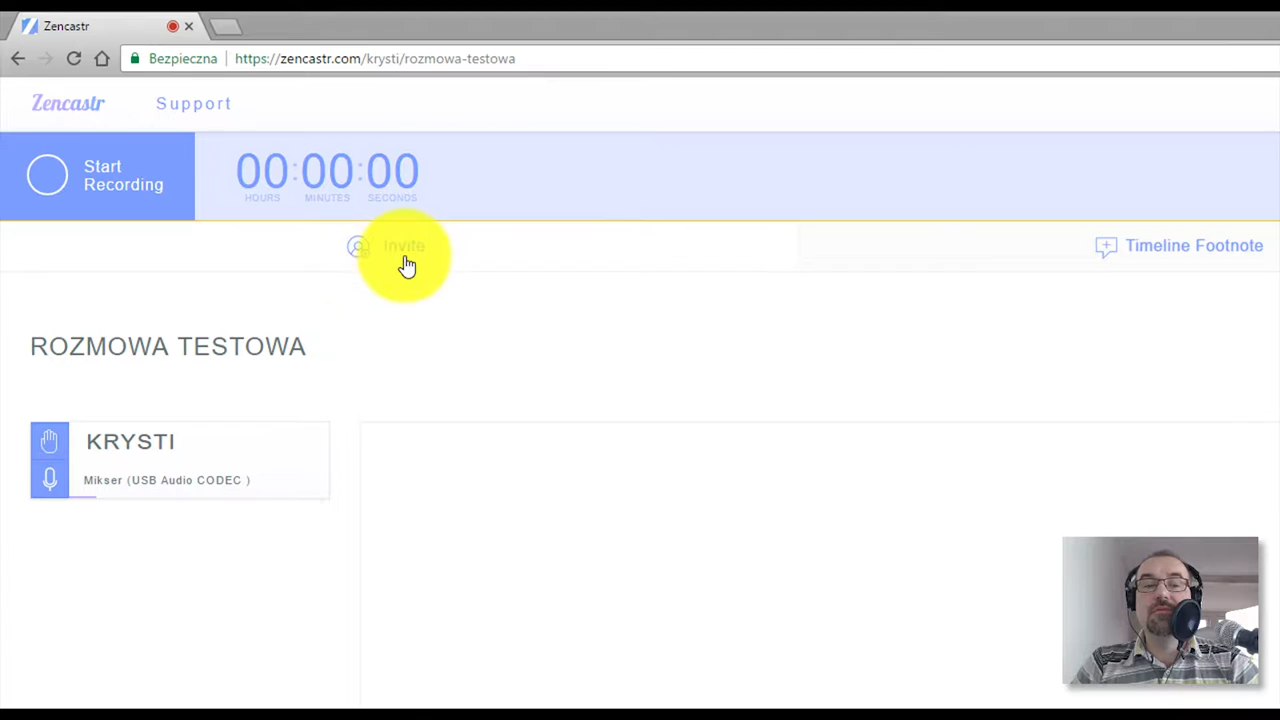 Zencastr
Bezpieczna https://zencastr.com/krysti/rozmowa-testowa
Zencastr Support
Start Recording
00:00:00
HOURS MINUTES SECONDS
Invite
Timeline Footnote
ROZMOWA TESTOWA
KRYSTI
Mikser (USB Audio CODEC )